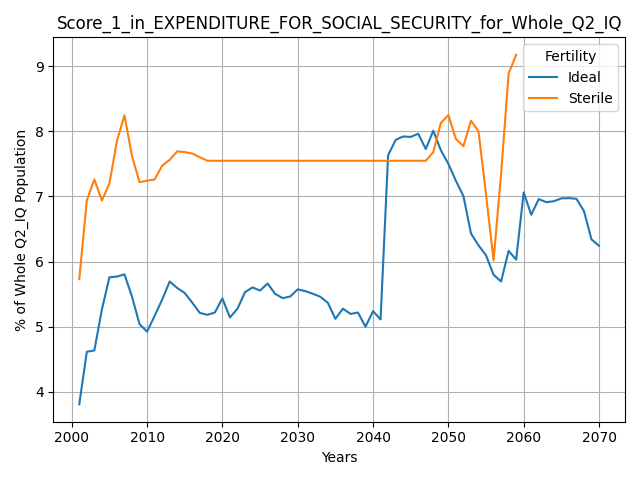 Score_1_in_EXPENDITURE_FOR_SOCIAL_SECURITY_for_Whole_Q2_IQ
% of Whole Q2_IQ Population
9
8
7
6
5
4
Fertility
Ideal
Sterile
2000 2010 2020 2030 2040 2050 2060 2070
Years